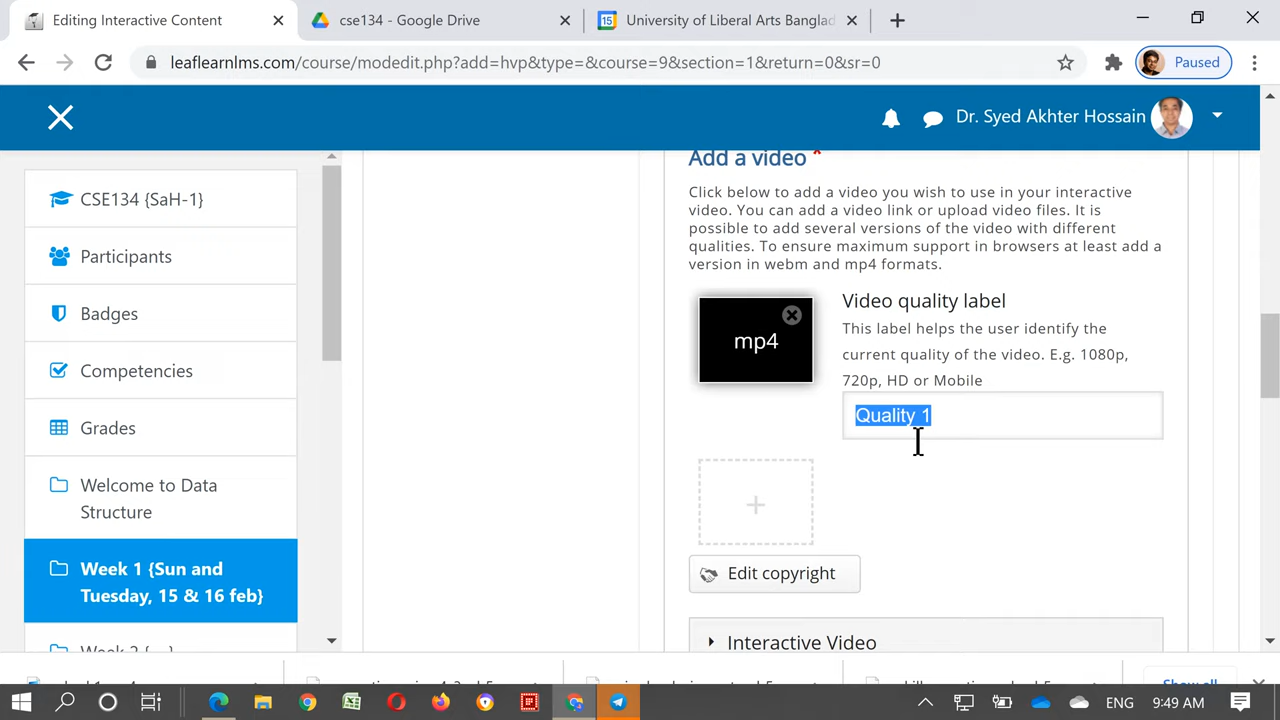 Editing Interactive Content
cse134 - Google Drive
15
University of Liberal Arts Banglad
leaflearnlms.com/course/modedit.php?add=hvp&type=&course=9&section=1&return=0&sr=0
Paused
Dr. Syed Akhter Hossain
CSE134 {SaH-1}
Participants
Badges
Competencies
Grades
Welcome to Data
Structure
Week 1 {Sun and
Tuesday, 15 & 16 feb}
Add a video *
Click below to add a video you wish to use in your interactive
video. You can add a video link or upload video files. It is
possible to add several versions of the video with different
qualities. To ensure maximum support in browsers at least add a
version in webm and mp4 formats.
mp4
Video quality label
This label helps the user identify the
current quality of the video. E.g. 1080p,
720p, HD or Mobile
Quality 1
Edit copyright
Interactive Video
Show all
ENG
9:49 AM